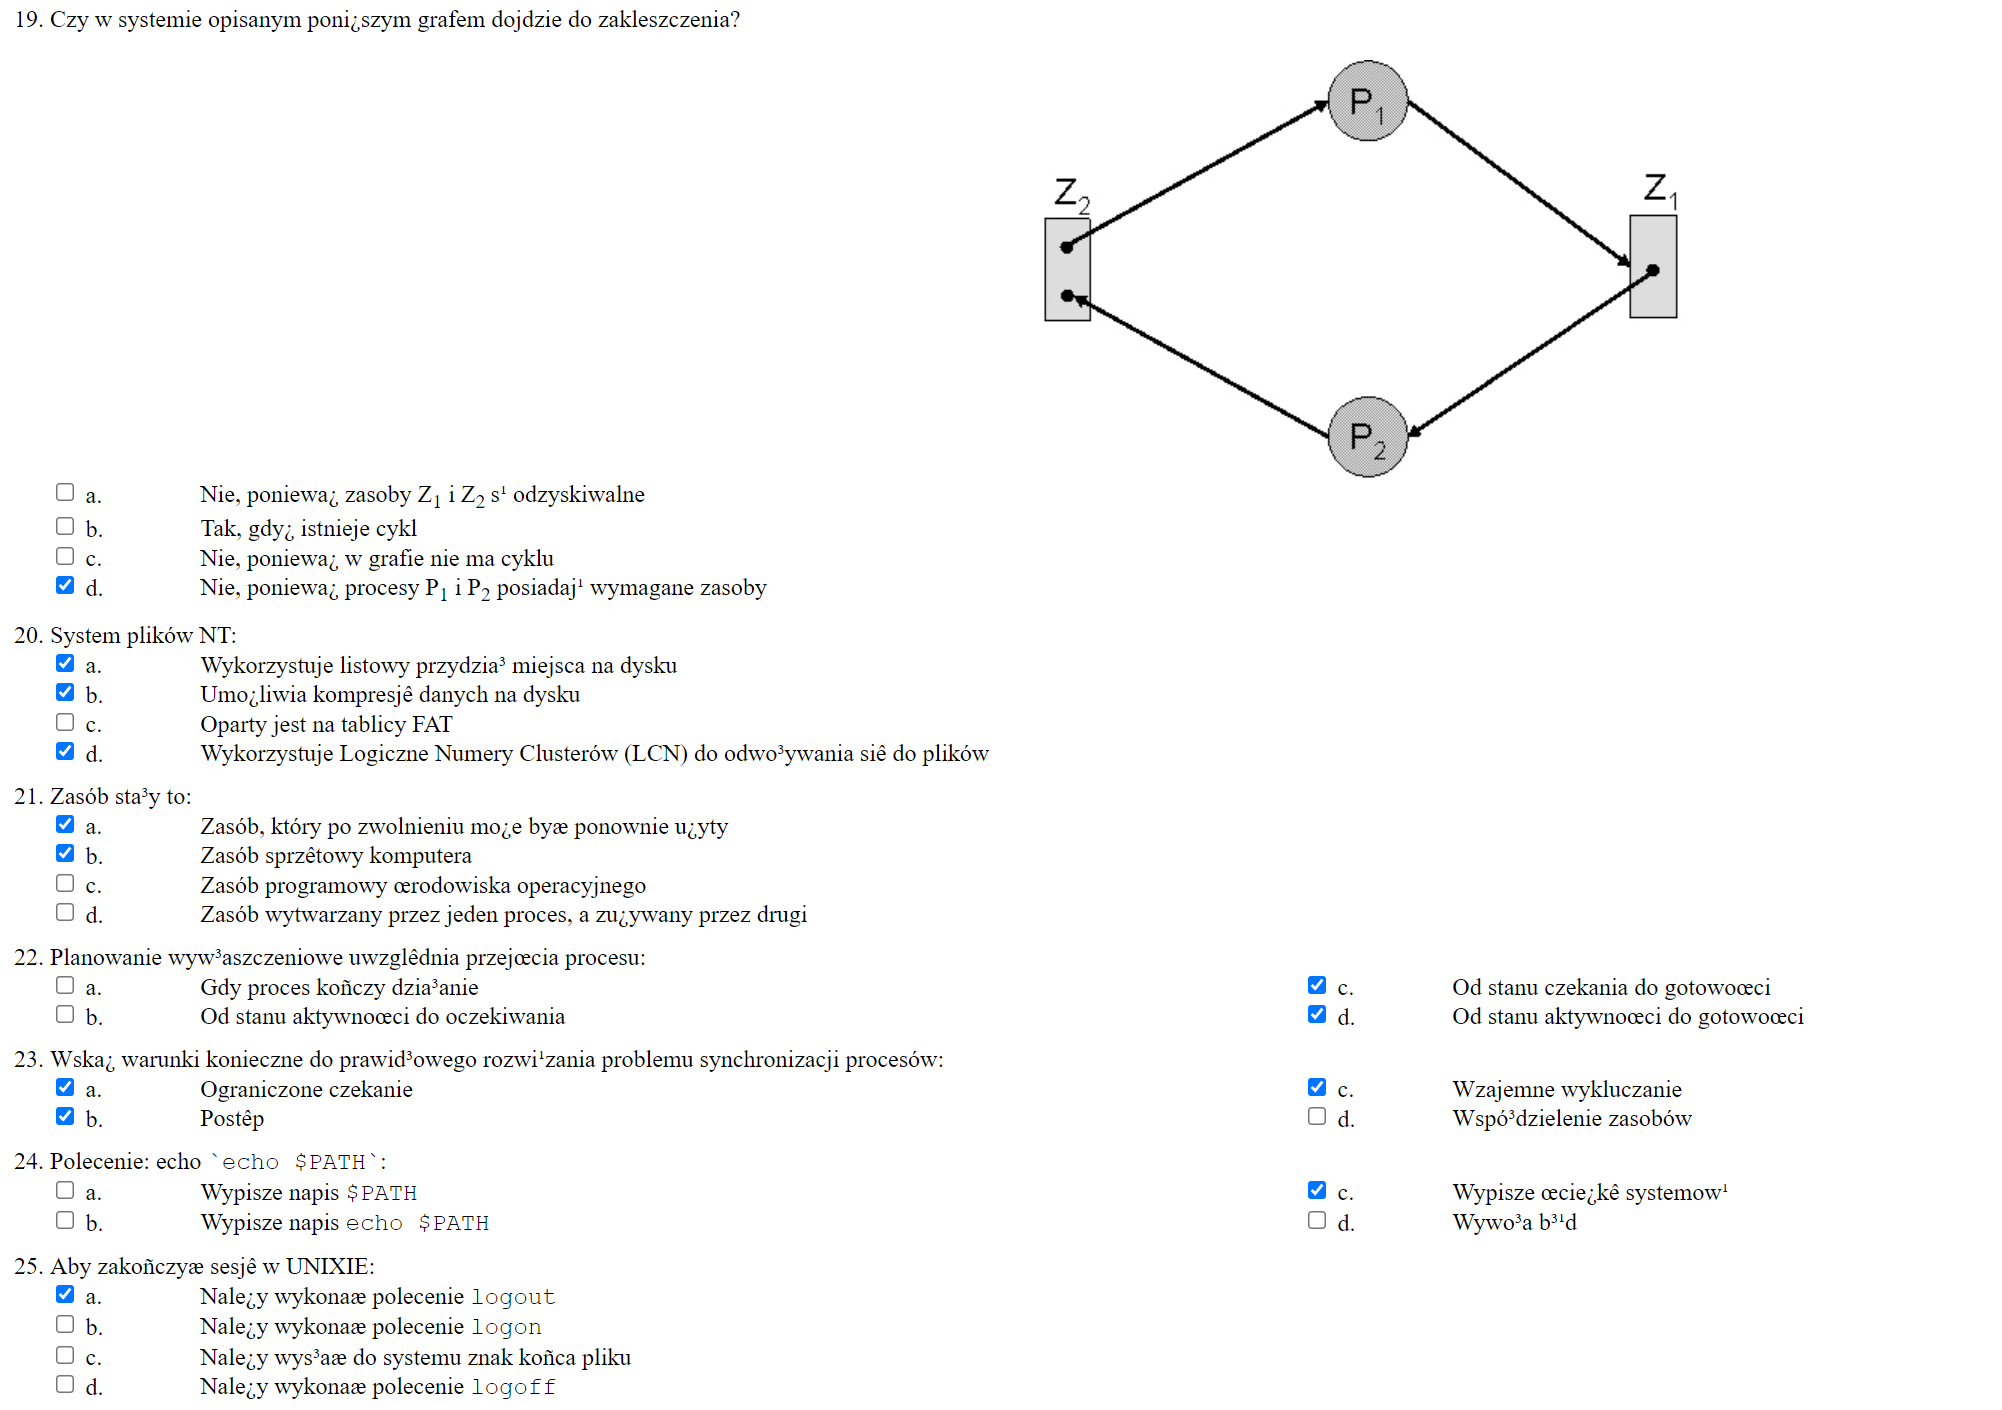 19. Czy w systemie opisanym poni¿szym grafem dojdzie do zakleszczenia?
P1
Z2
Z1
P2
a. Nie, poniewa¿ zasoby Z1 i Z2 s¹ odzyskiwalne
b. Tak, gdy¿ istnieje cykl
c. Nie, poniewa¿ w grafie nie ma cyklu
d. Nie, poniewa¿ procesy P1 i P2 posiadaj¹ wymagane zasoby
20. System plików NT:
a. Wykorzystuje listowy przydzia³ miejsca na dysku
b. Umo¿liwia kompresjê danych na dysku
c. Oparty jest na tablicy FAT
d. Wykorzystuje Logiczne Numery Clusterów (LCN) do odwo³ywania siê do plików
21. Zasób sta³y to:
a. Zasób, który po zwolnieniu mo¿e byæ ponownie u¿yty
b. Zasób sprzêtowy komputera
c. Zasób programowy œrodowiska operacyjnego
d. Zasób wytwarzany przez jeden proces, a zu¿ywany przez drugi
22. Planowanie wyw³aszczeniowe uwzglêdnia przejœcia procesu:
a. Gdy proces koñczy dzia³anie
b. Od stanu aktywnoœci do oczekiwania
c. Od stanu czekania do gotowoœci
d. Od stanu aktywnoœci do gotowoœci
23. Wska¿ warunki konieczne do prawid³owego rozwi¹zania problemu synchronizacji procesów:
a. Ograniczone czekanie
b. Postêp
c. Wzajemne wykluczanie
d. Wspó³dzielenie zasobów
24. Polecenie: echo `echo $PATH`:
a. Wypisze napis $PATH
b. Wypisze napis echo $PATH
c. Wypisze œcie¿kê systemow¹
d. Wywo³a b³¹d
25. Aby zakoñczyæ sesjê w UNIXIE:
a. Nale¿y wykonaæ polecenie logout
b. Nale¿y wykonaæ polecenie logon
c. Nale¿y wys³aæ do systemu znak koñca pliku
d. Nale¿y wykonaæ polecenie logoff